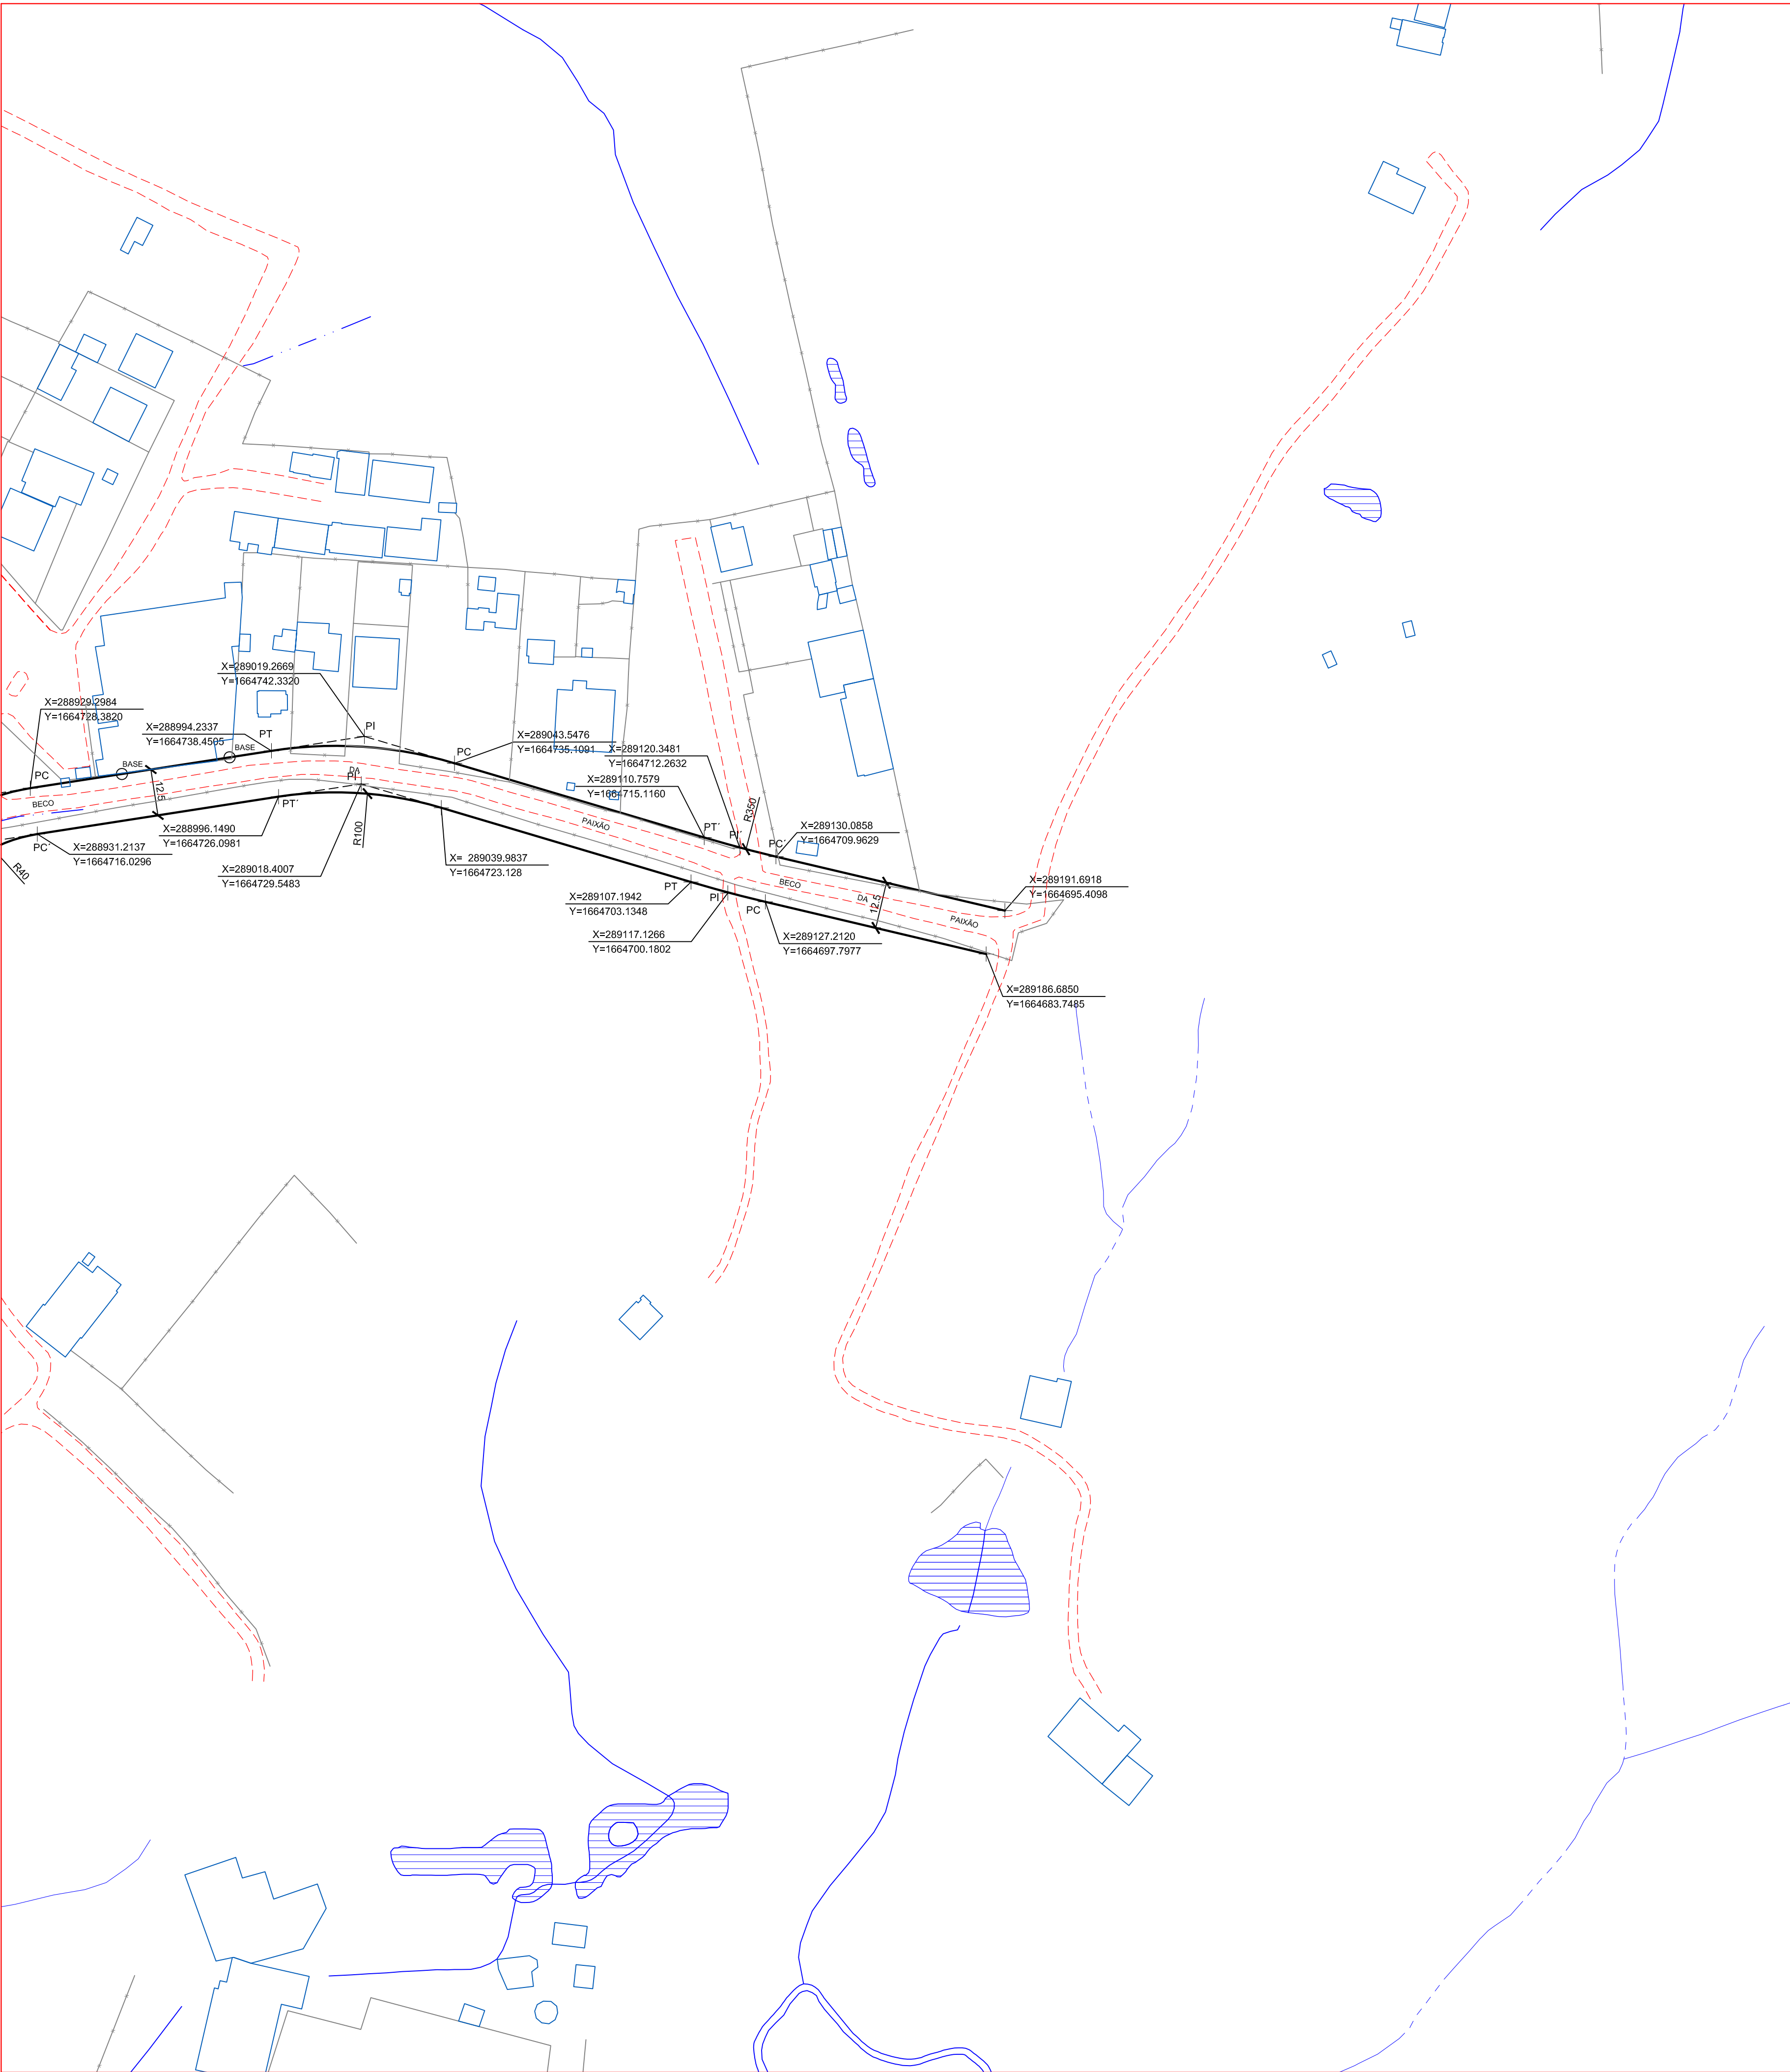 X=289019.2669
Y=1664742.3320
X=288929.2984
Y=1664728.3820
X=288994.2337
Y=1664738.4505
PT
PI
BASE
BASE
PC
PC
X=289043.5476
Y=1664735.1091
X=289120.3481
Y=1664712.2632
X=289110.7579
Y=1664715.1160
DA
PI
12.5
BECO
PT´
R100
R350
PAIXÃO
PT´
PI´
PC´
X=289130.0858
Y=1664709.9629
X=288996.1490
Y=1664726.0981
PC´
X=288931.2137
Y=1664716.0296
R40
X=289018.4007
Y=1664729.5483
X= 289039.9837
Y=1664723.128
PT
PI
PC
BECO
DA
12.5
PAIXÃO
X=289191.6918
Y=1664695.4098
X=289107.1942
Y=1664703.1348
X=289117.1266
Y=1664700.1802
X=289127.2120
Y=1664697.7977
X=289186.6850
Y=1664683.7485